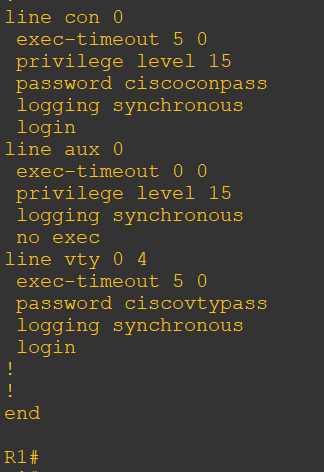 line con 0
exec-timeout 5 0
privilege level 15
password ciscoconpass
logging synchronous
login
line aux 0
exec-timeout 0 0
privilege level 15
logging synchronous
no exec
line vty 0 4
exec-timeout 5 0
password ciscovtypass
logging synchronous
login
!
!
end
R1#